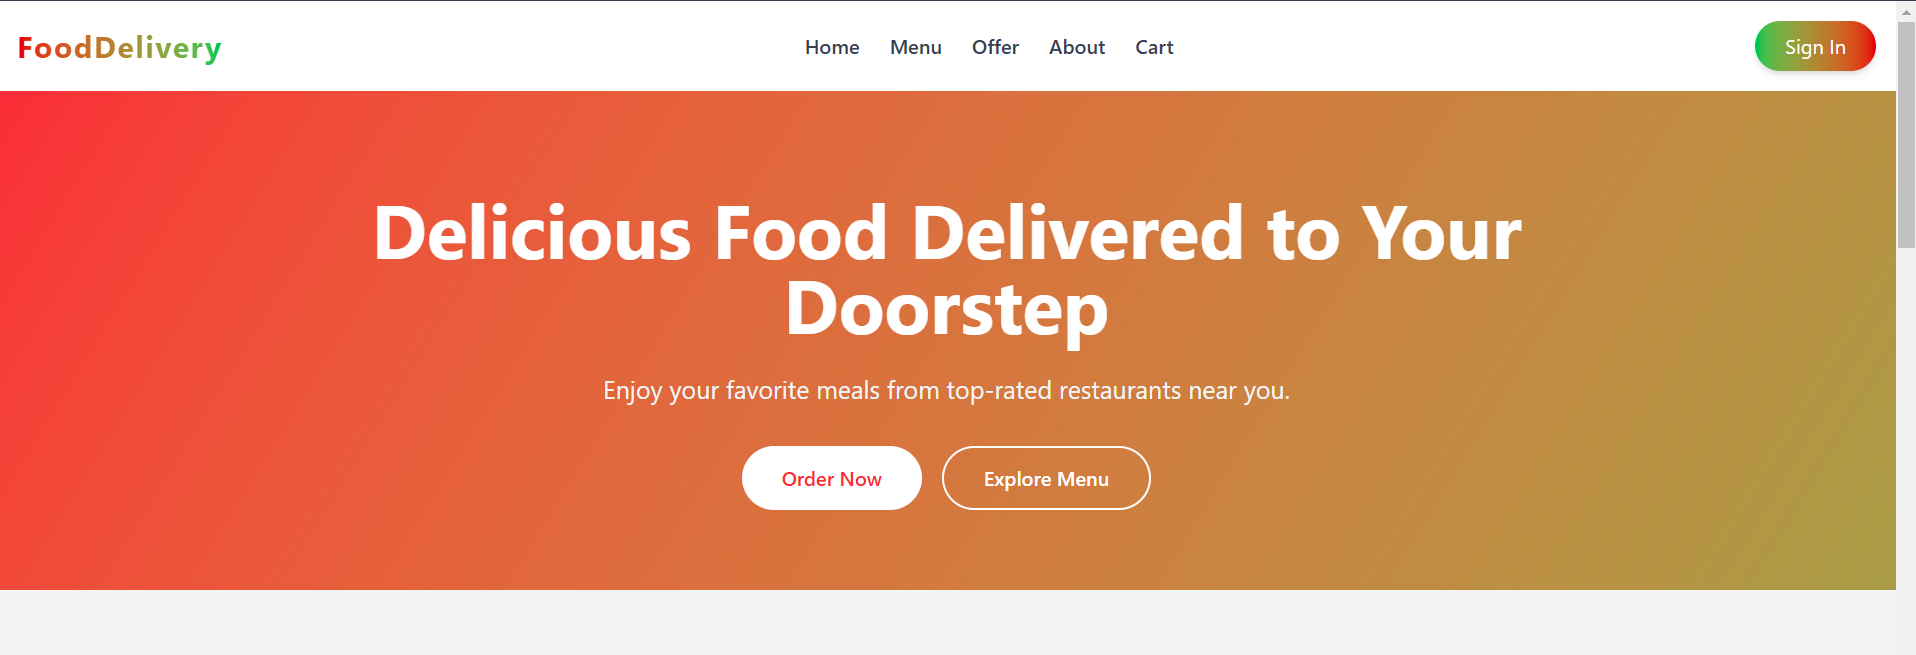 FoodDelivery
Home Menu Offer About Cart
Sign In
Delicious Food Delivered to Your
Doorstep
Enjoy your favorite meals from top-rated restaurants near you.
Order Now
Explore Menu